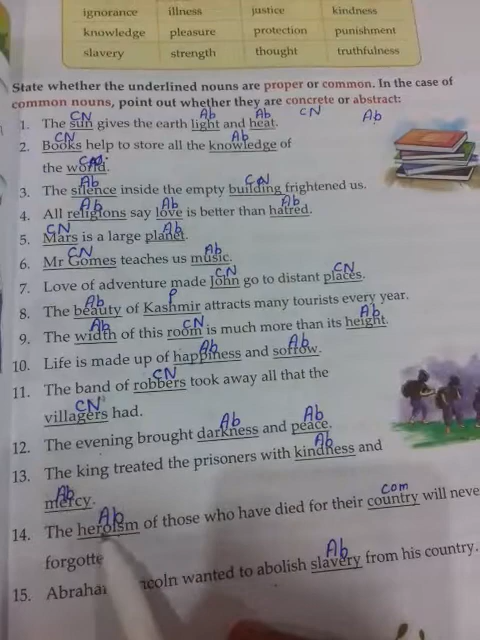 ignorance illness justice kindness
knowledge pleasure protection punishment
slavery strength thought truthfulness
State whether the underlined nouns are proper or common. In the case of
common nouns, point out whether they are concrete or abstract:
CN Ab Ab CN Ab
1. The sun gives the earth light and heat.
CN Ab
2. Books help to store all the knowledge of
the world.
Ab CN
3. The silence inside the empty building frightened us.
Ab Ab Ab
4. All religions say love is better than hatred.
CN Ab
5. Mars is a large planet.
CN Ab
6. Mr Gomes teaches us music.
CN CN
7. Love of adventure made John go to distant places.
Ab P
8. The beauty of Kashmir attracts many tourists every year.
Ab CN Ab
9. The width of this room is much more than its height.
Ab Ab
10. Life is made up of happiness and sorrow.
CN
11. The band of robbers took away all that the
CN
villagers had.
Ab Ab
12. The evening brought darkness and peace.
Ab
13. The king treated the prisoners with kindness and
Ab
mercy.
Ab com
14. The heroism of those who have died for their country will neve
forgotte
Ab
15. Abraha coln wanted to abolish slavery from his country.